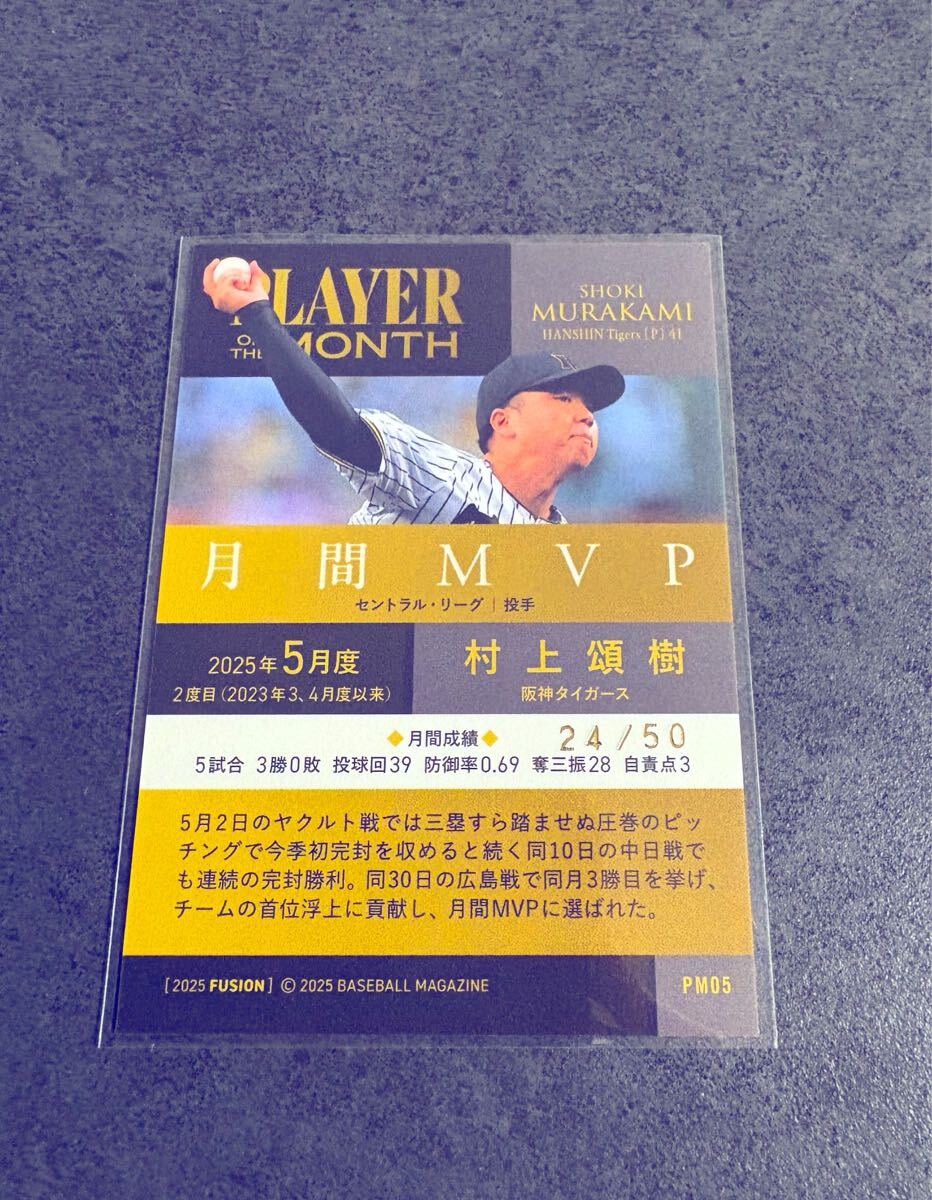 PLAYER
OF
THE MONTH
SHOKI
MURAKAMI
HANSHIN Tigers [P] 41
月間MVP
セントラル・リーグ | 投手
2025年5月度
2度目(2023年3、4月度以来)
村上頌樹
阪神タイガース
◆月間成績◆
24/50
5試合 3勝0敗 投球回39 防御率0.69 奪三振28 自責点3
5月2日のヤクルト戦では三塁すら踏ませぬ圧巻のピッ
チングで今季初完封を収めると続く同10日の中日戦で
も連続の完封勝利。同30日の広島戦で同月3勝目を挙げ、
チームの首位浮上に貢献し、月間MVPに選ばれた。
[2025 FUSION] © 2025 BASEBALL MAGAZINE
PM05